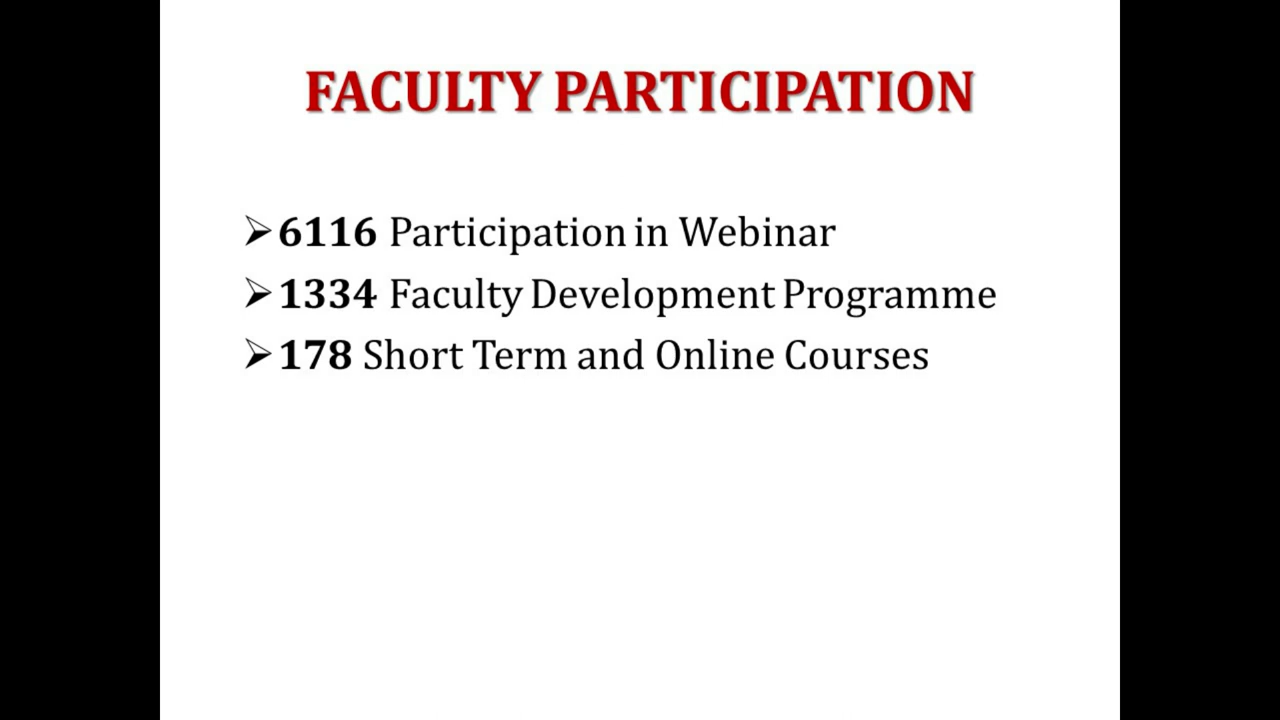 FACULTY PARTICIPATION
➢6116 Participation in Webinar
➢1334 Faculty Development Programme
➢178 Short Term and Online Courses